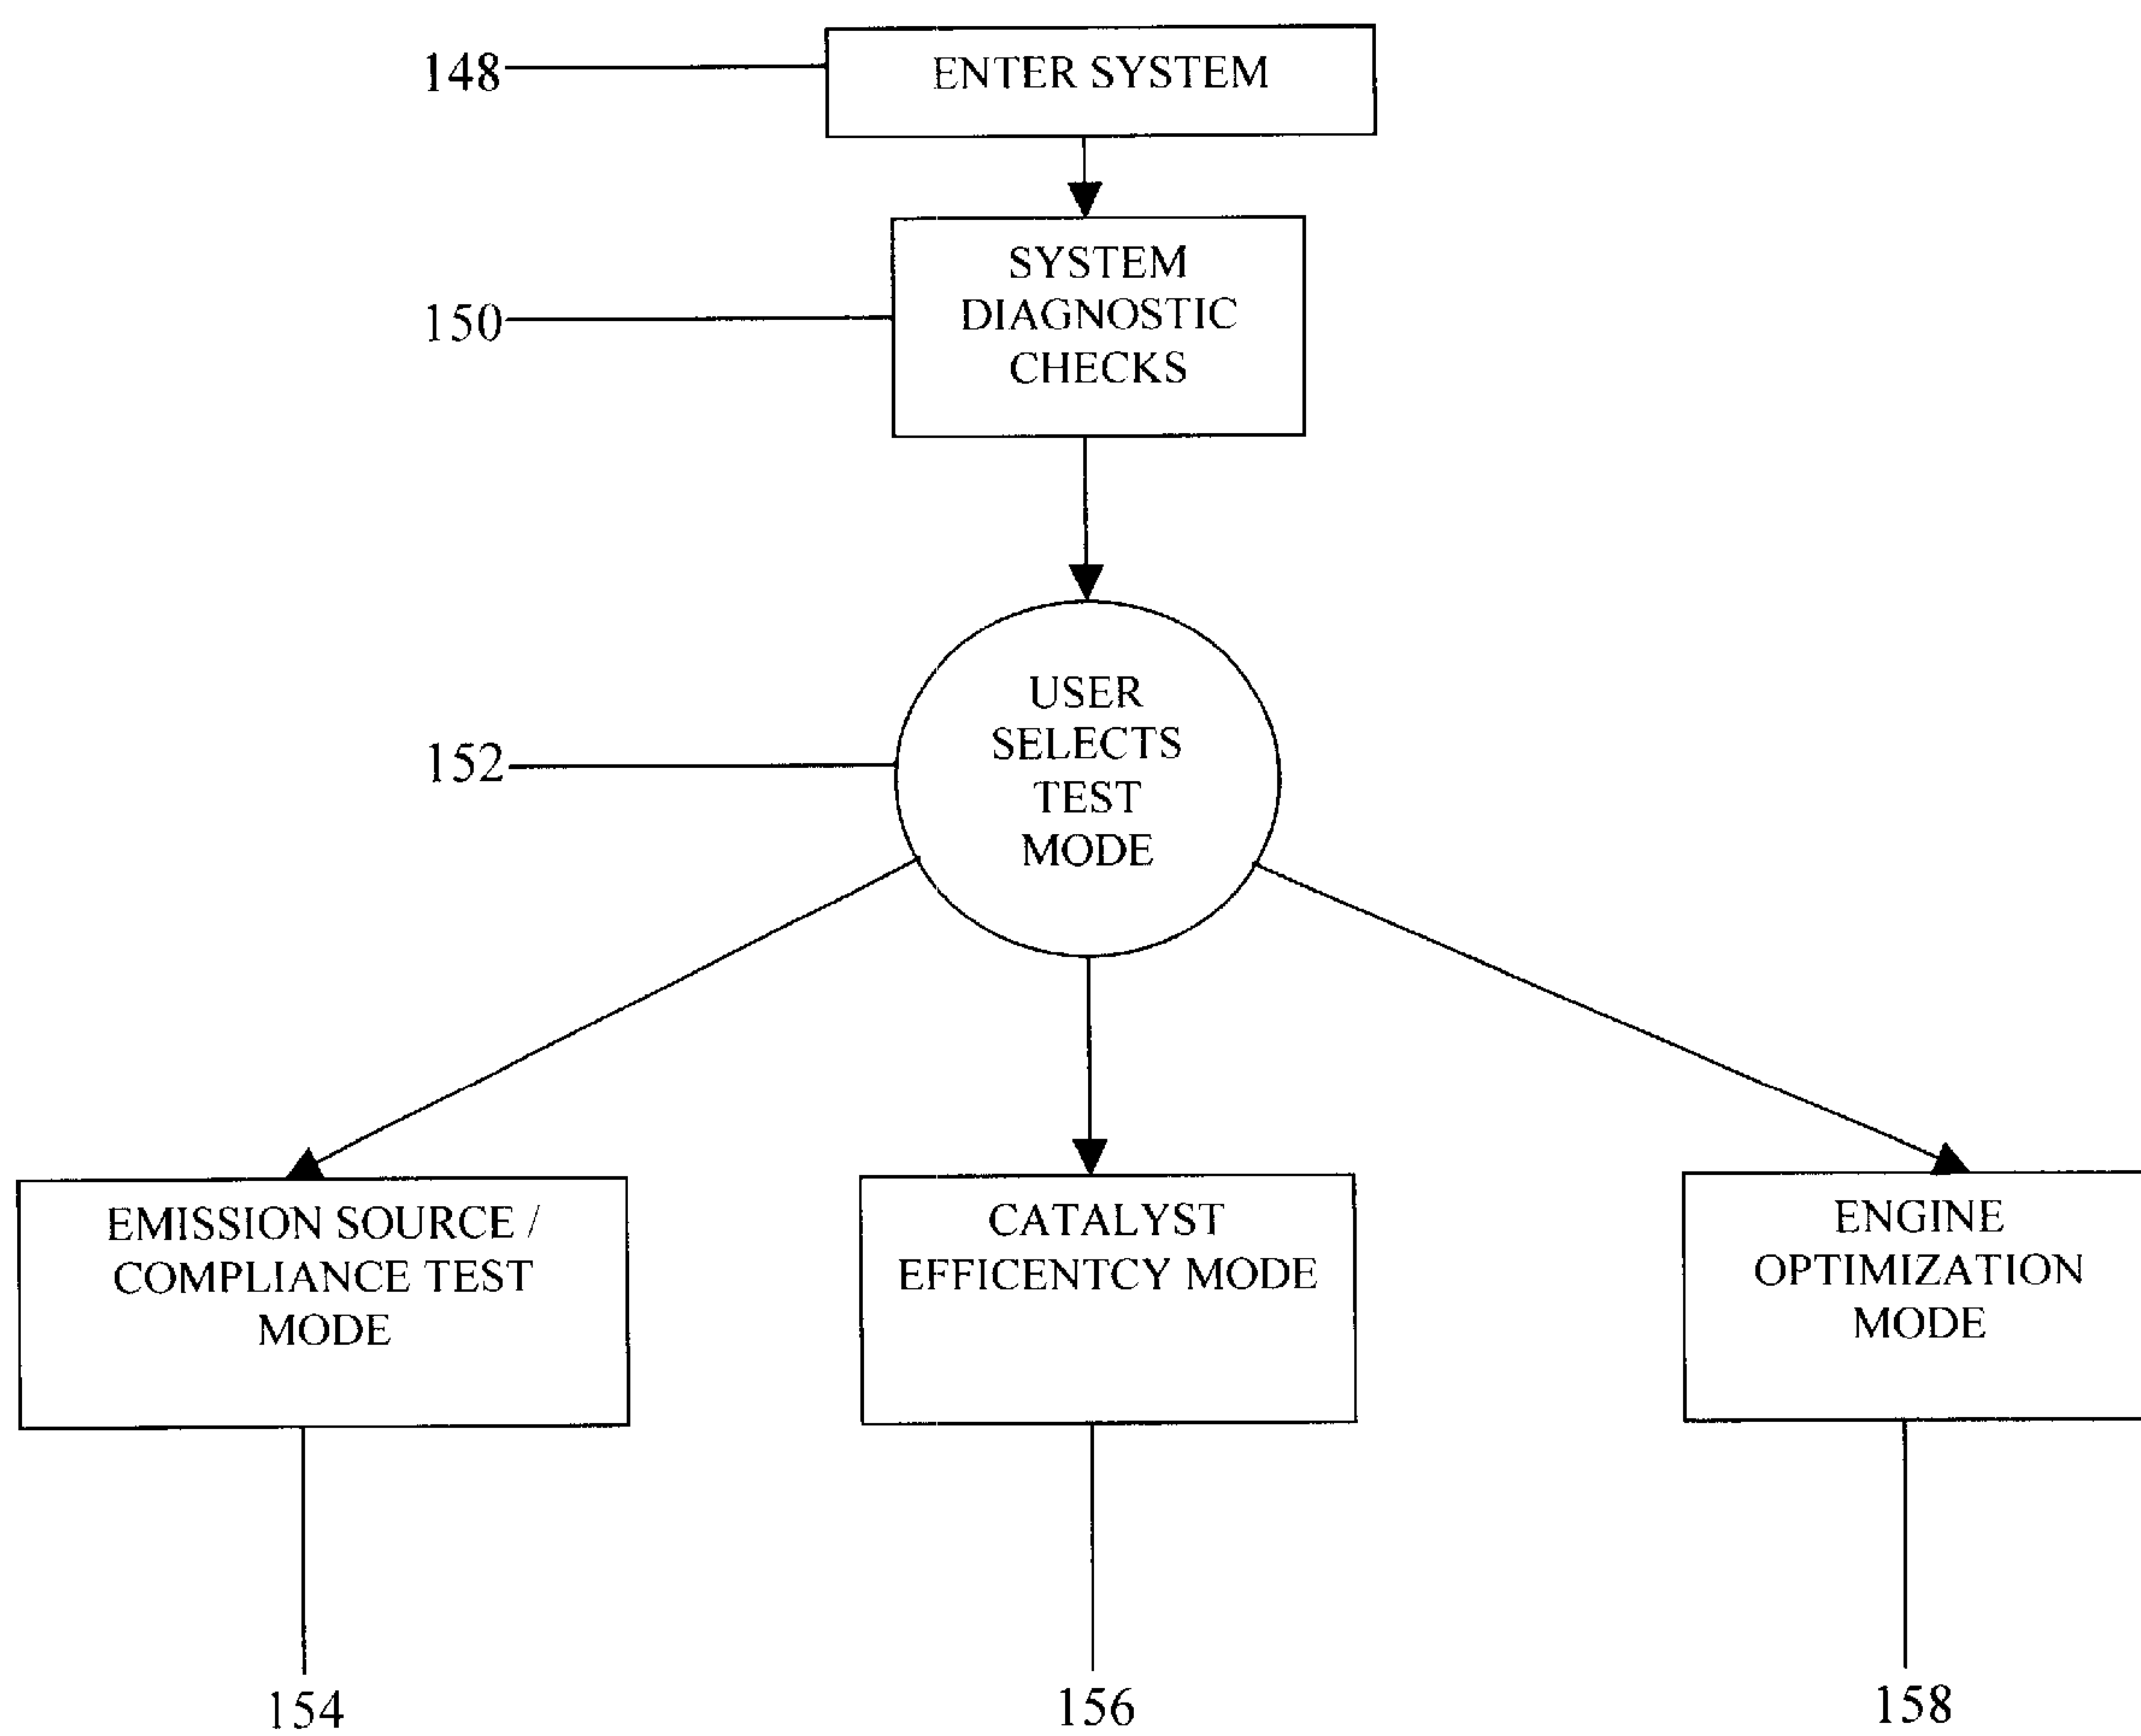 148
ENTER SYSTEM
150
SYSTEM
DIAGNOSTIC
CHECKS
152
USER
SELECTS
TEST
MODE
EMISSION SOURCE /
COMPLIANCE TEST
MODE
CATALYST
EFFICENTCY MODE
ENGINE
OPTIMIZATION
MODE
154
156
158